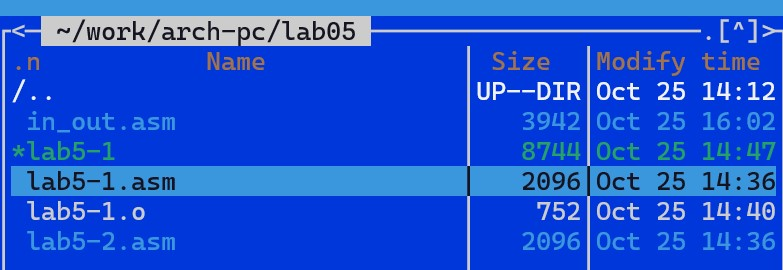 <— ~/work/arch-pc/lab05 .[^]>
.n Name Size Modify time
/.. UP--DIR Oct 25 14:12
in_out.asm 3942 Oct 25 16:02
*lab5-1 8744 Oct 25 14:47
lab5-1.asm 2096 Oct 25 14:36
lab5-1.o 752 Oct 25 14:40
lab5-2.asm 2096 Oct 25 14:36